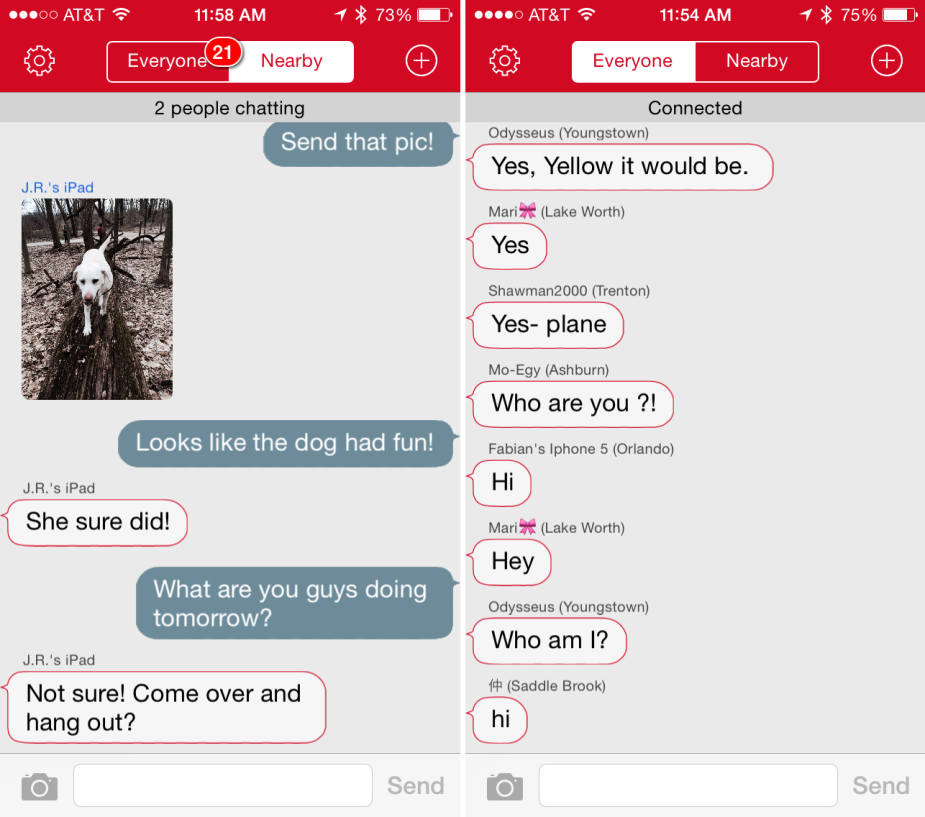 AT&T 11:58 AM 73%
Everyone 21 Nearby
2 people chatting
Send that pic!
J.R.'s iPad
Looks like the dog had fun!
J.R.'s iPad
She sure did!
What are you guys doing
tomorrow?
J.R.'s iPad
Not sure! Come over and
hang out?
Send
AT&T 11:54 AM 75%
Everyone Nearby
Connected
Odysseus (Youngstown)
Yes, Yellow it would be.
Mari🎀 (Lake Worth)
Yes
Shawman2000 (Trenton)
Yes- plane
Mo-Egy (Ashburn)
Who are you ?!
Fabian's Iphone 5 (Orlando)
Hi
Mari🎀 (Lake Worth)
Hey
Odysseus (Youngstown)
Who am I?
仲 (Saddle Brook)
hi
Send